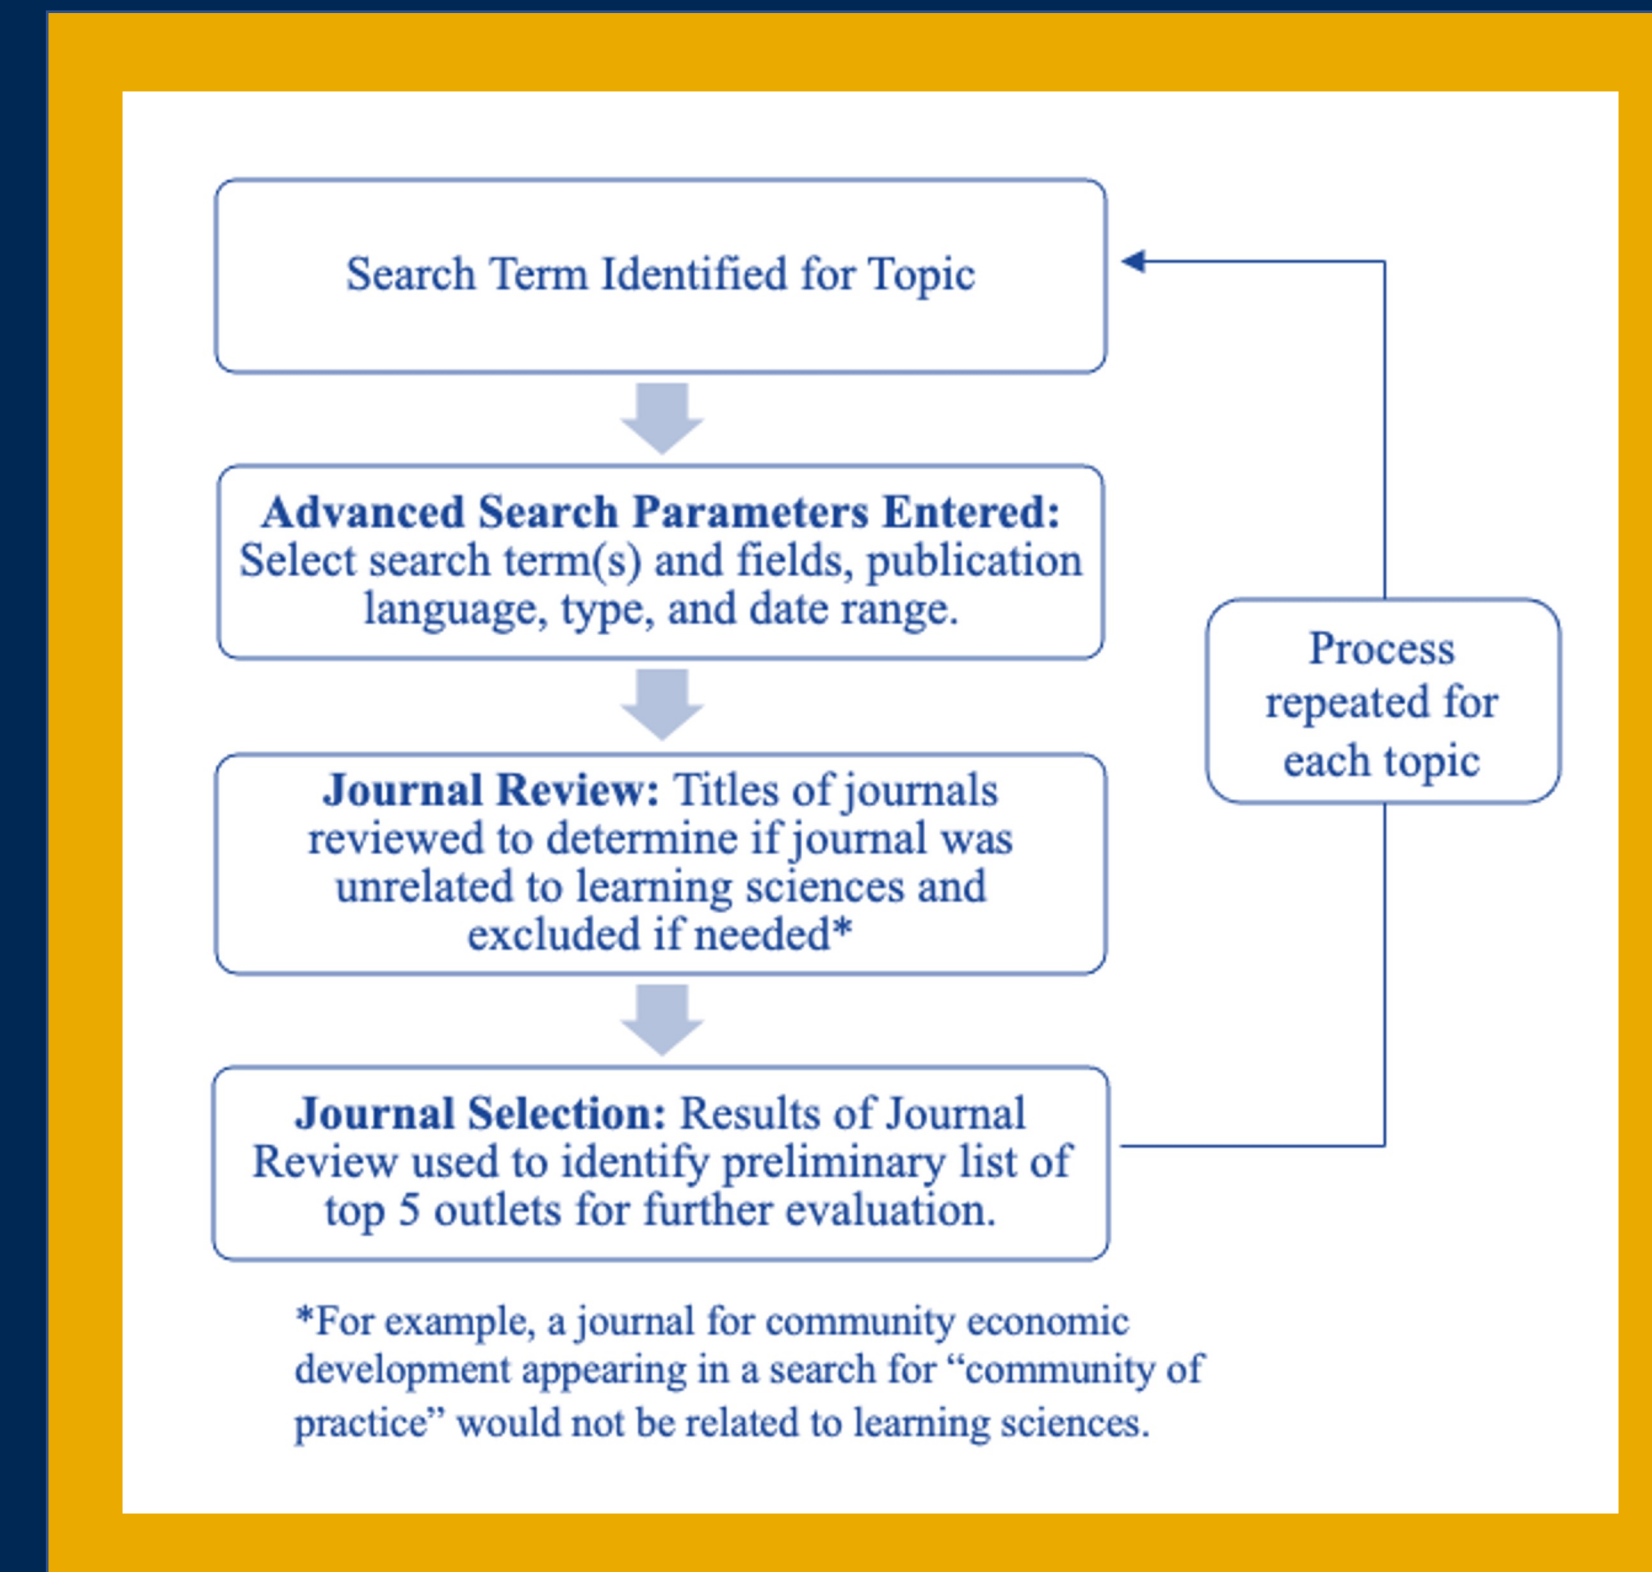 Search Term Identified for Topic
Advanced Search Parameters Entered:
Select search term(s) and fields, publication
language, type, and date range.
Journal Review: Titles of journals
reviewed to determine if journal was
unrelated to learning sciences and
excluded if needed*
Journal Selection: Results of Journal
Review used to identify preliminary list of
top 5 outlets for further evaluation.
Process
repeated for
each topic
*For example, a journal for community economic
development appearing in a search for “community of
practice” would not be related to learning sciences.